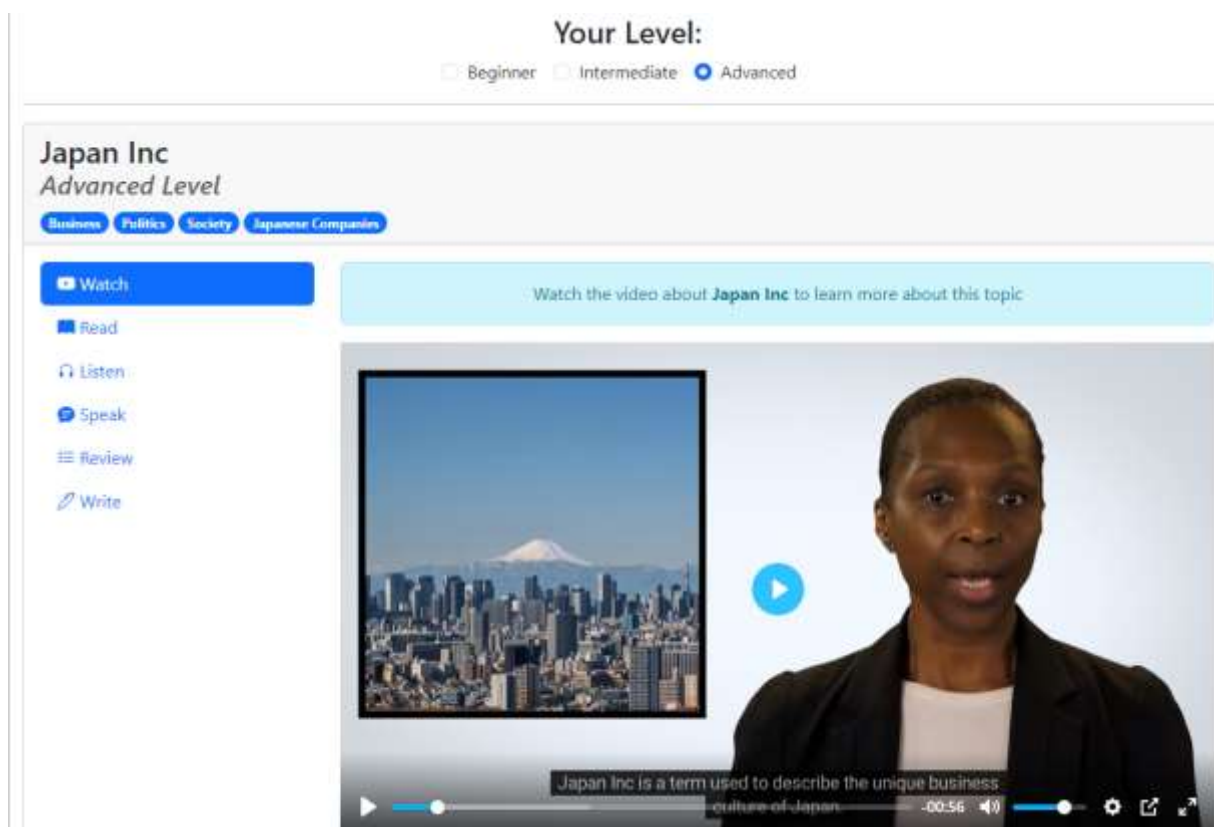 Your Level:
Beginner Intermediate Advanced
Japan Inc
Advanced Level
Business Politics Society Japanese Companies
Watch
Watch the video about Japan Inc to learn more about this topic
Read
Listen
Speak
Review
Write
Japan Inc is a term used to describe the unique business
culture of Japan.
-00:56